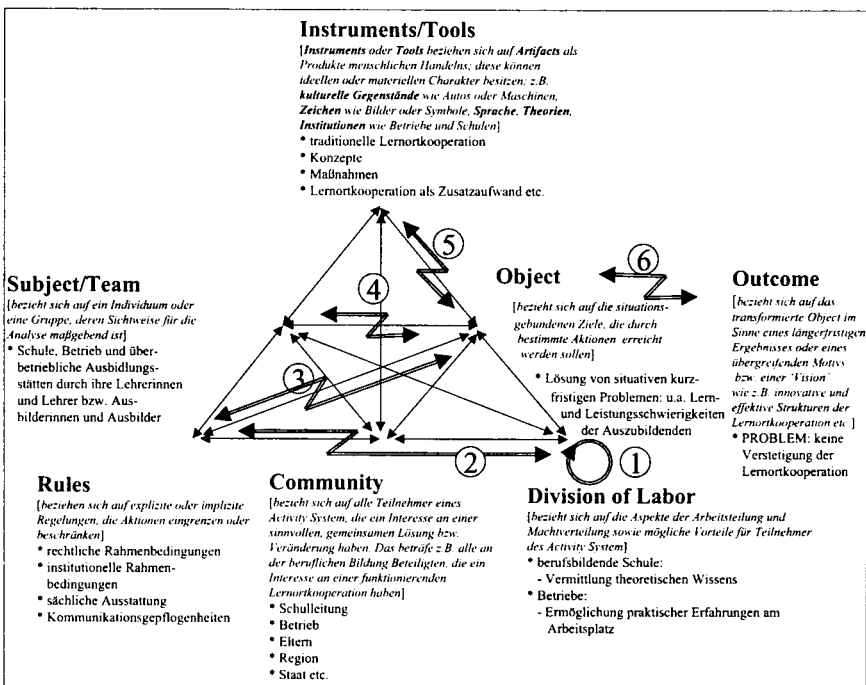 Instruments/Tools
[Instruments oder Tools beziehen sich auf Artifacts als
Produkte menschlichen Handelns; diese können
ideellen oder materiellen Charakter besitzen: z.B.
kulturelle Gegenstände wie Autos oder Maschinen,
Zeichen wie Bilder oder Symbole, Sprache, Theorien,
Institutionen wie Betriebe und Schulen]
* traditionelle Lernortkooperation
* Konzepte
* Maßnahmen
* Lernortkooperation als Zusatzaufwand etc.
5
6
4
3
2
1
Subject/Team
[bezieht sich auf ein Individuum oder
eine Gruppe, deren Sichtweise für die
Analyse maßgebend ist]
* Schule, Betrieb und über-
betriebliche Ausbidlungs-
stätten durch ihre Lehrerinnen
und Lehrer bzw. Aus-
bilderinnen und Ausbilder
Object
[bezieht sich auf die situations-
gebundenen Ziele, die durch
bestimmte Aktionen erreicht
werden sollen]
* Lösung von situativen kurz-
fristigen Problemen: u.a. Lern-
und Leistungsschwierigkeiten
der Auszubildenden
Outcome
[bezieht sich auf das
transformierte Object im
Sinne eines längerfristigen
Ergebnisses oder eines
übergreifenden Motivs
bzw. einer 'Vision'
wie z.B. innovative und
effektive Strukturen der
Lernortkooperation etc.]
* PROBLEM: keine
Verstetigung der
Lernortkooperation
Rules
[beziehen sich auf explizite oder implizite
Regelungen, die Aktionen eingrenzen oder
beschränken]
* rechtliche Rahmenbedingungen
* institutionelle Rahmen-
bedingungen
* sächliche Ausstattung
* Kommunikationsgepflogenheiten
Community
[bezieht sich auf alle Teilnehmer eines
Activity System, die ein Interesse an einer
sinnvollen, gemeinsamen Lösung bzw.
Veränderung haben. Das beträfe z.B. alle an
der beruflichen Bildung Beteiligten, die ein
Interesse an einer funktionierenden
Lernortkooperation haben]
* Schulleitung
* Betrieb
* Eltern
* Region
* Staat etc.
Division of Labor
[bezieht sich auf die Aspekte der Arbeitsteilung und
Machtverteilung sowie mögliche Vorteile für Teilnehmer
des Activity System]
* berufsbildende Schule:
- Vermittlung theoretischen Wissens
* Betriebe:
- Ermöglichung praktischer Erfahrungen am
Arbeitsplatz